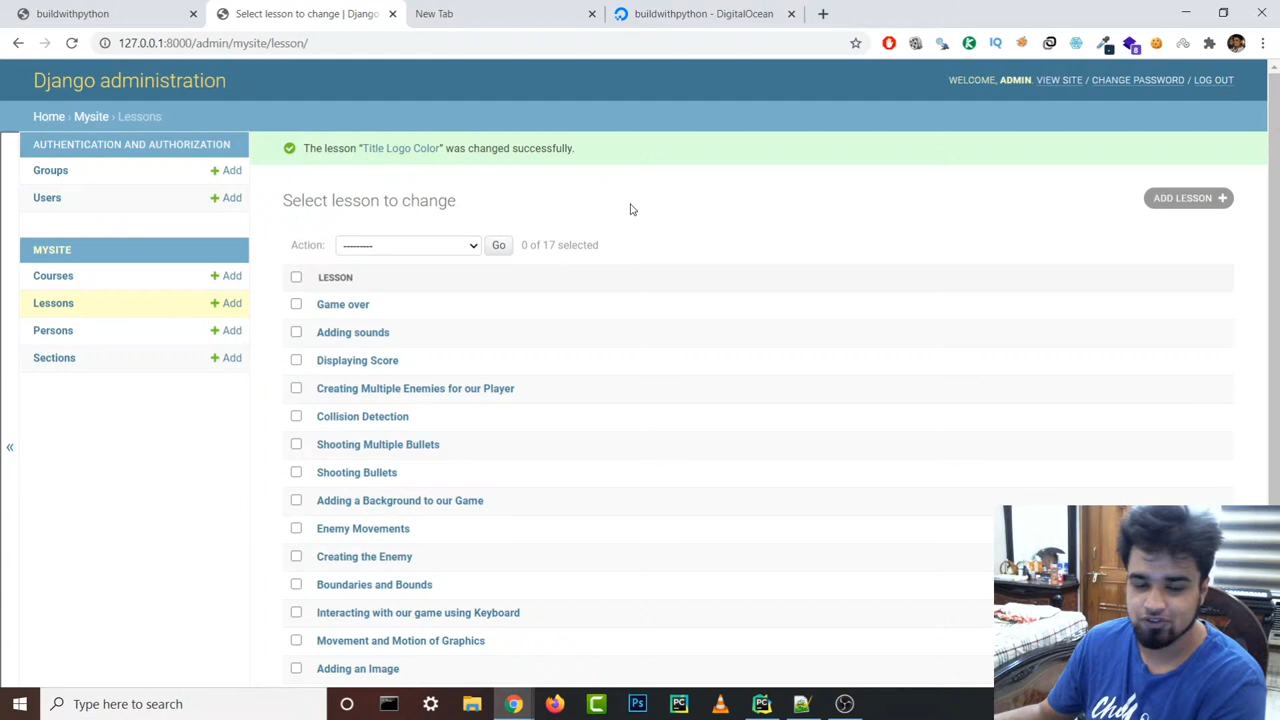 buildwithpython
Select lesson to change | Django
New Tab
buildwithpython - DigitalOcean
127.0.0.1:8000/admin/mysite/lesson/
IQ
8
Django administration
WELCOME, ADMIN. VIEW SITE / CHANGE PASSWORD / LOG OUT
Home › Mysite › Lessons
AUTHENTICATION AND AUTHORIZATION
Groups + Add
Users + Add
MYSITE
Courses + Add
Lessons + Add
Persons + Add
Sections + Add
«
The lesson “Title Logo Color” was changed successfully.
Select lesson to change
ADD LESSON +
Action: --------- Go 0 of 17 selected
LESSON
Game over
Adding sounds
Displaying Score
Creating Multiple Enemies for our Player
Collision Detection
Shooting Multiple Bullets
Shooting Bullets
Adding a Background to our Game
Enemy Movements
Creating the Enemy
Boundaries and Bounds
Interacting with our game using Keyboard
Movement and Motion of Graphics
Adding an Image
Type here to search
Ps
PC
PC